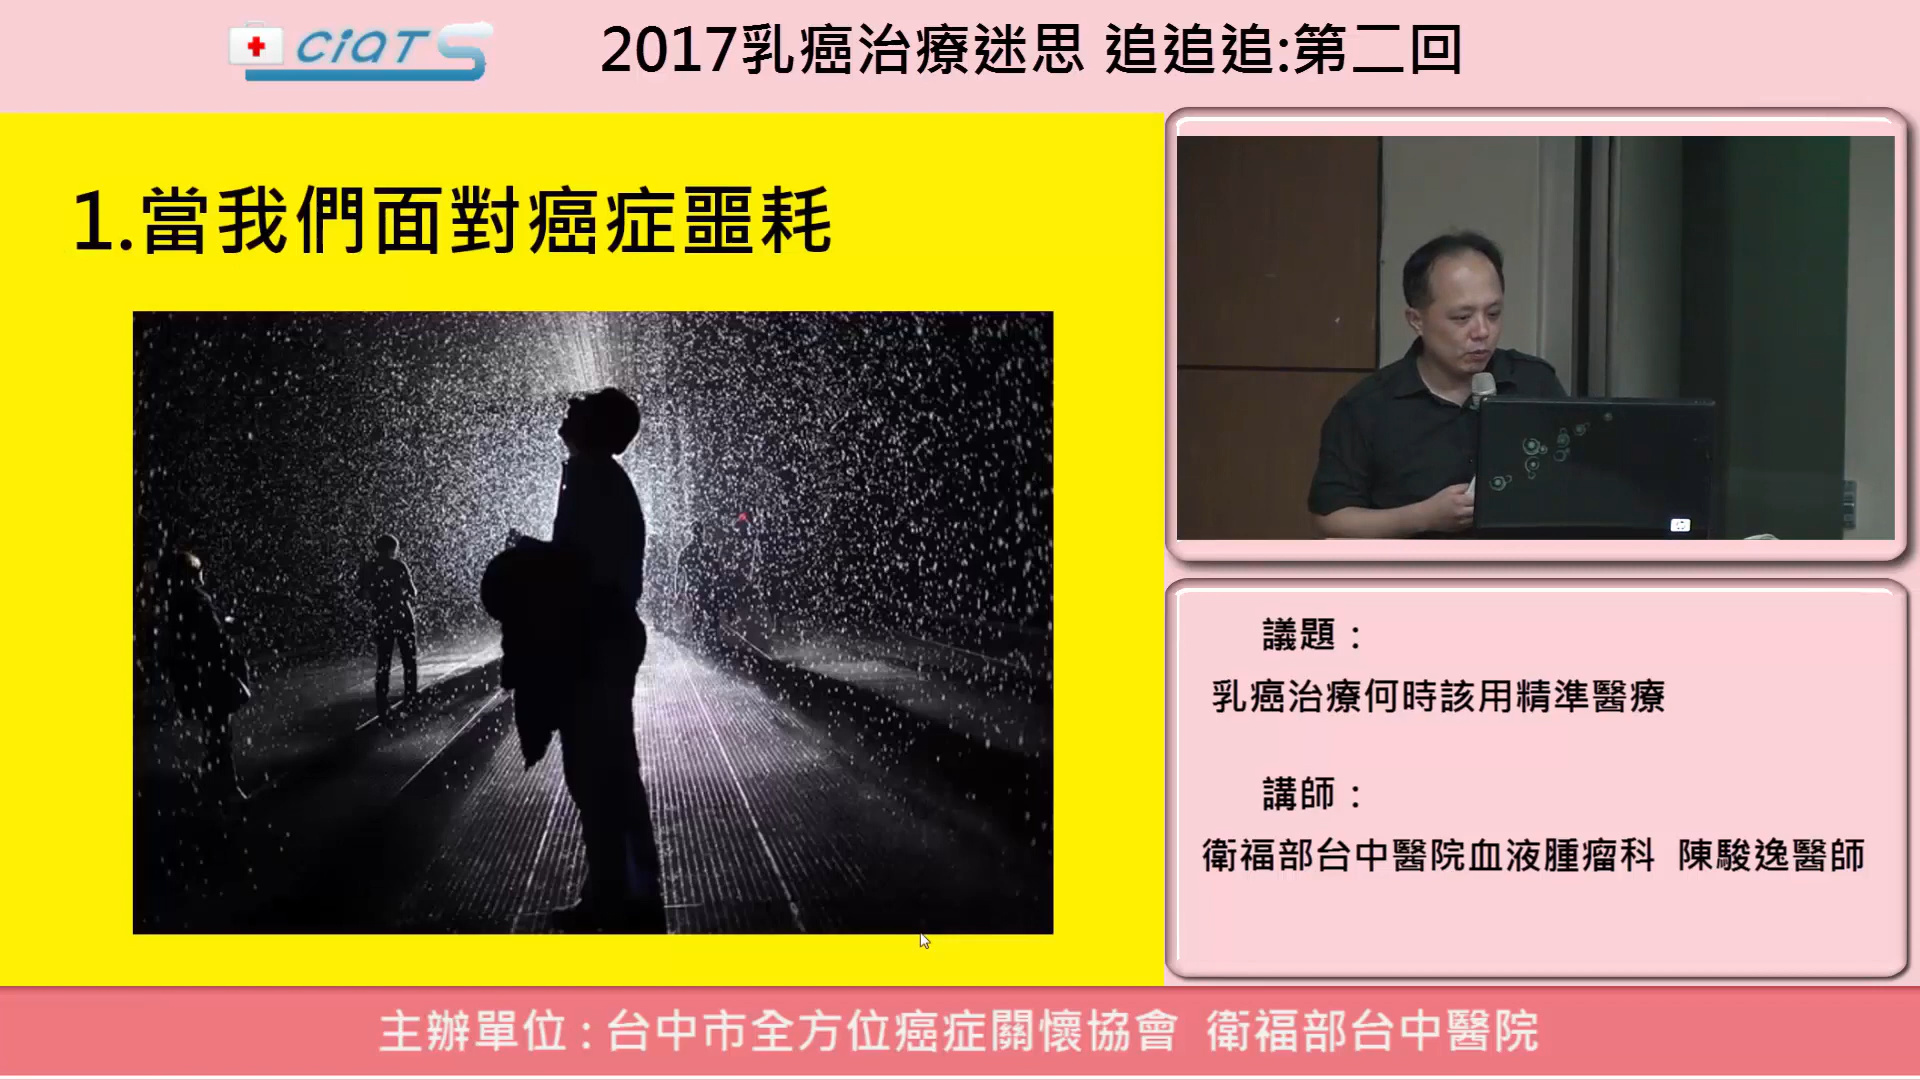 CiQTS
2017乳癌治療迷思 追追追:第二回
1.當我們面對癌症噩耗
議題：
乳癌治療何時該用精準醫療
講師：
衛福部台中醫院血液腫瘤科 陳駿逸醫師
主辦單位:台中市全方位癌症關懷協會 衛福部台中醫院